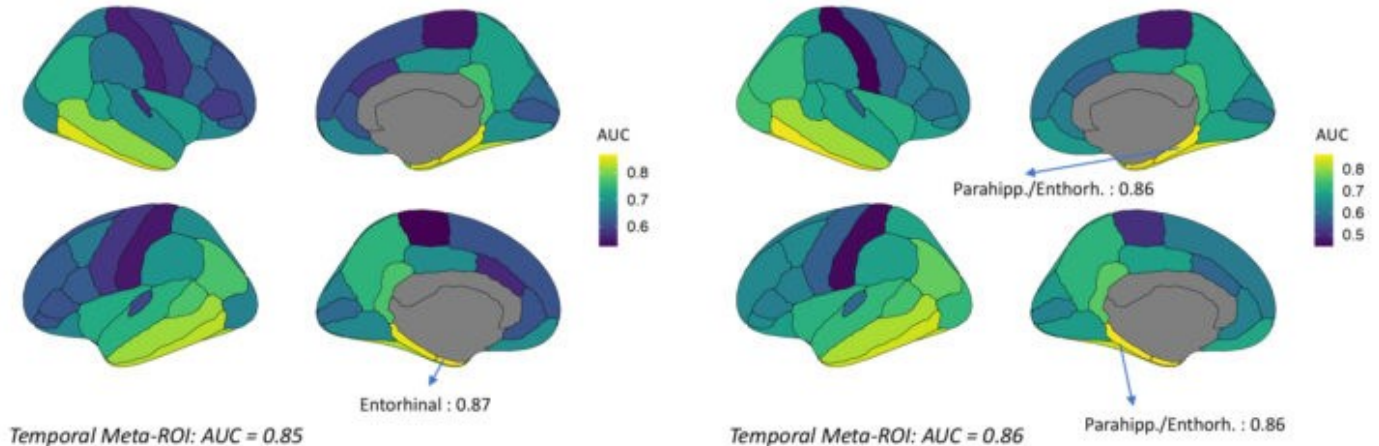 AUC
0.8
0.7
0.6
Entorhinal : 0.87
Temporal Meta-ROI: AUC = 0.85
Parahipp./Enthorh. : 0.86
AUC
0.8
0.7
0.6
0.5
Parahipp./Enthorh. : 0.86
Temporal Meta-ROI: AUC = 0.86